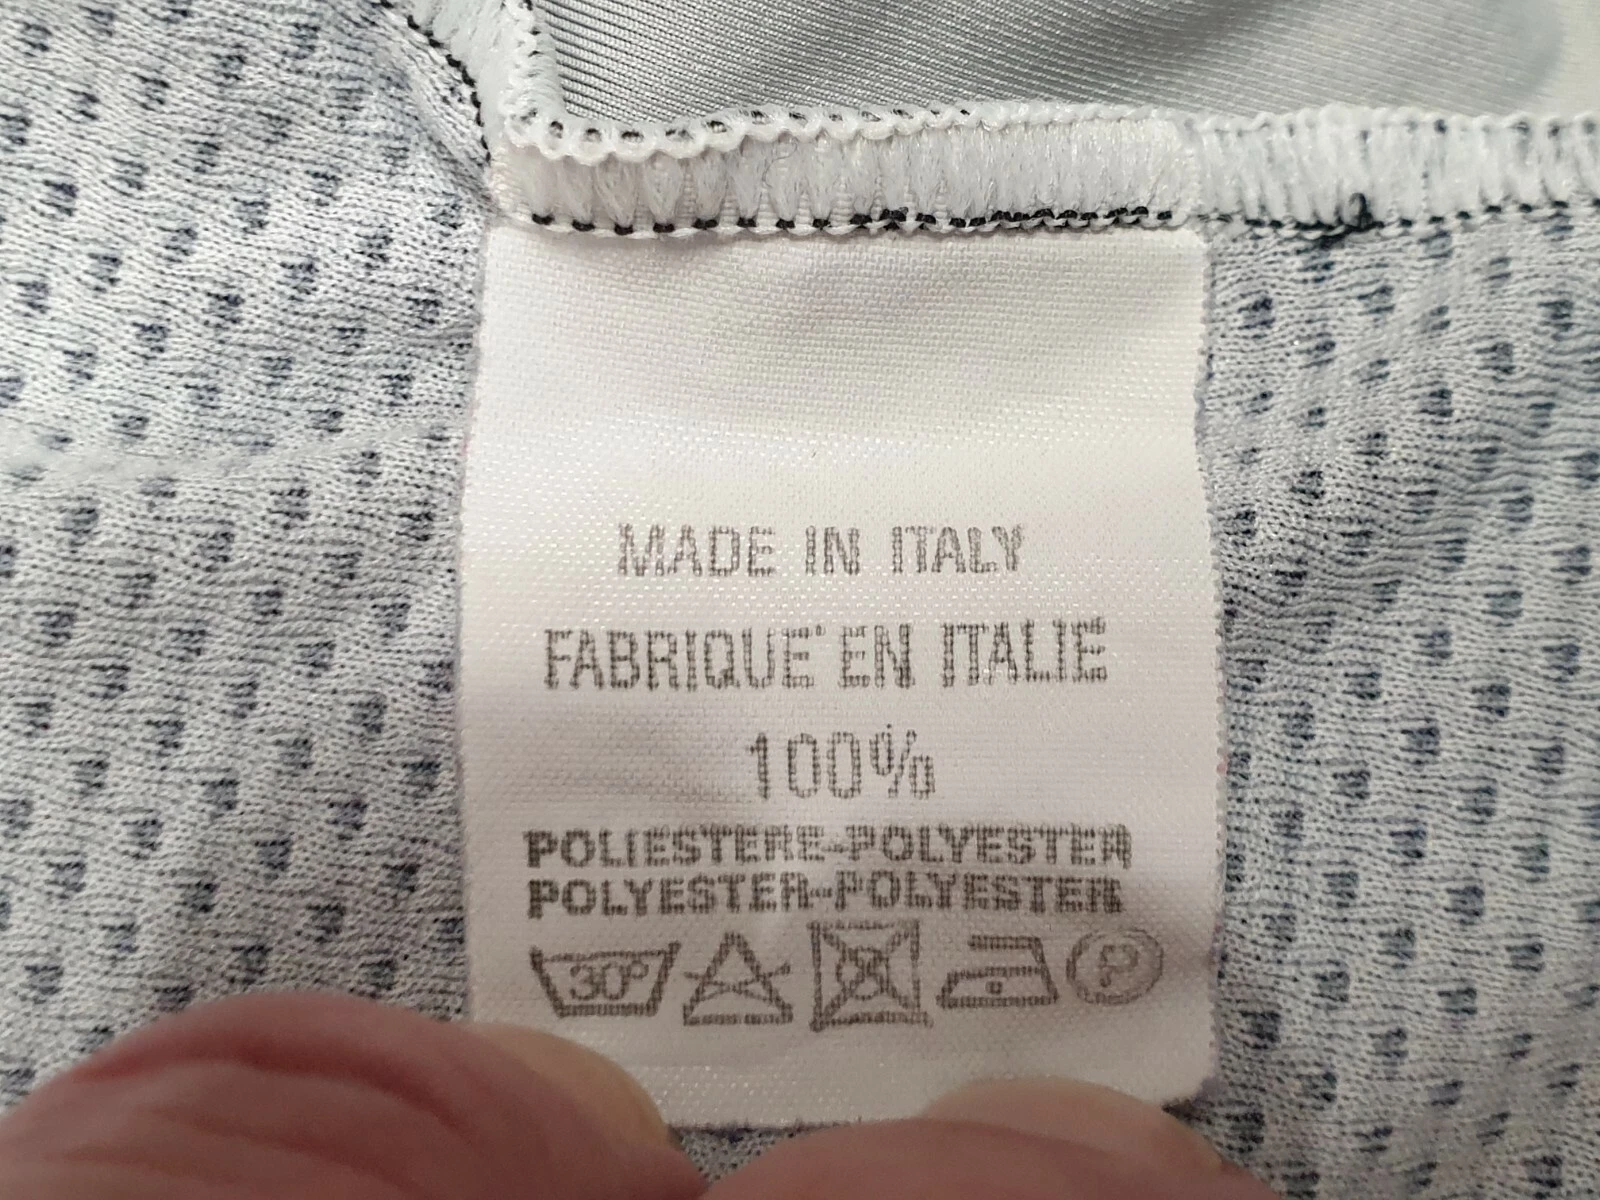 MADE IN ITALY
FABRIQUE' EN ITALIE
100%
POLIESTERE-POLYESTER
POLYESTER-POLYESTER
30° P